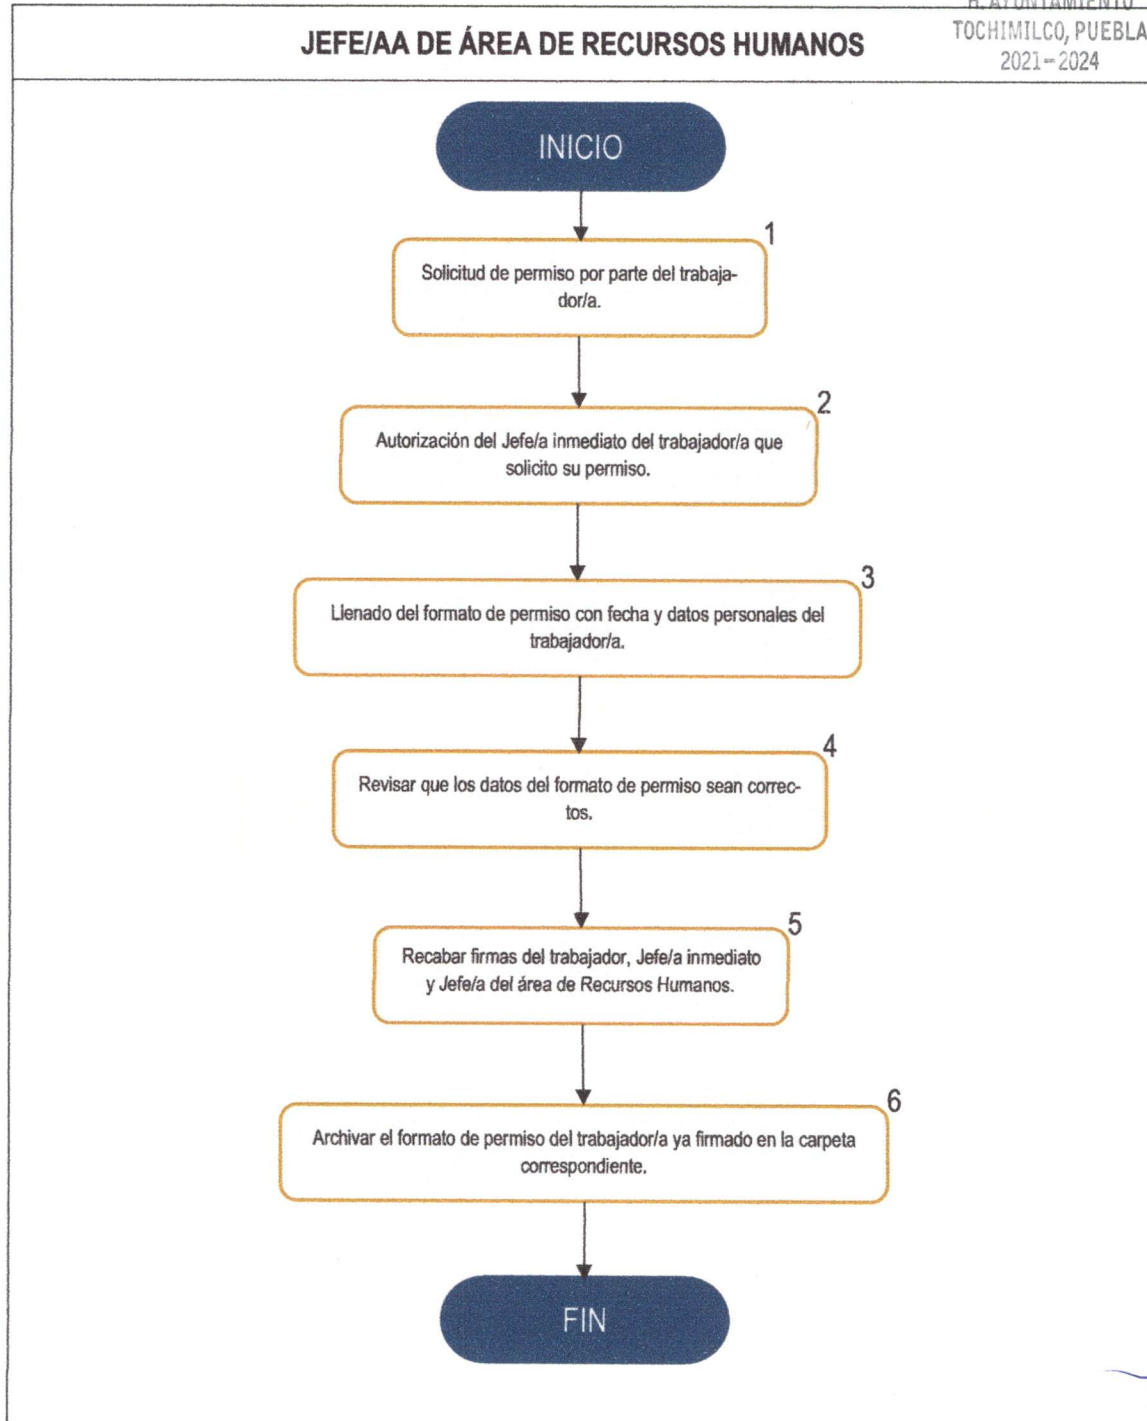 H. AYUNTAMIENTO
TOCHIMILCO, PUEBLA
2021-2024
JEFE/AA DE ÁREA DE RECURSOS HUMANOS
INICIO
1
Solicitud de permiso por parte del trabaja-
dor/a.
2
Autorización del Jefe/a inmediato del trabajador/a que
solicito su permiso.
3
Llenado del formato de permiso con fecha y datos personales del
trabajador/a.
4
Revisar que los datos del formato de permiso sean correc-
tos.
5
Recabar firmas del trabajador, Jefe/a inmediato
y Jefe/a del área de Recursos Humanos.
6
Archivar el formato de permiso del trabajador/a ya firmado en la carpeta
correspondiente.
FIN